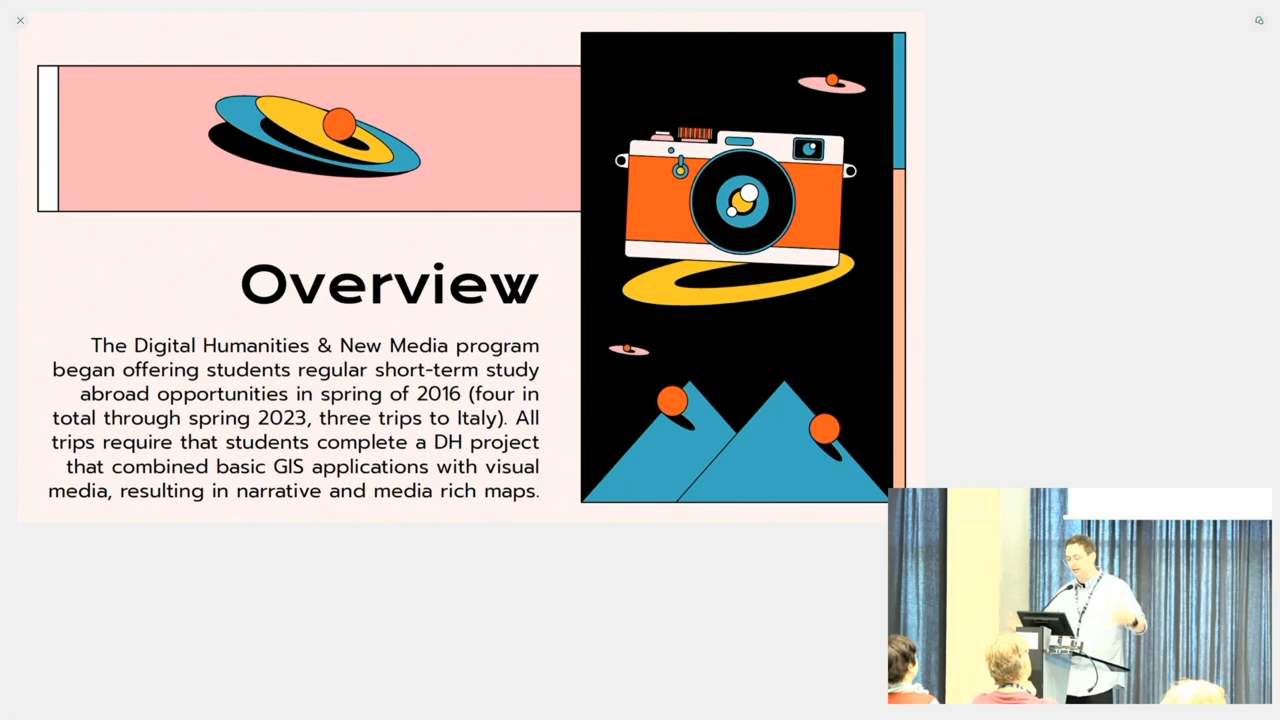 Overview
The Digital Humanities & New Media program
began offering students regular short-term study
abroad opportunities in spring of 2016 (four in
total through spring 2023, three trips to Italy). All
trips require that students complete a DH project
that combined basic GIS applications with visual
media, resulting in narrative and media rich maps.